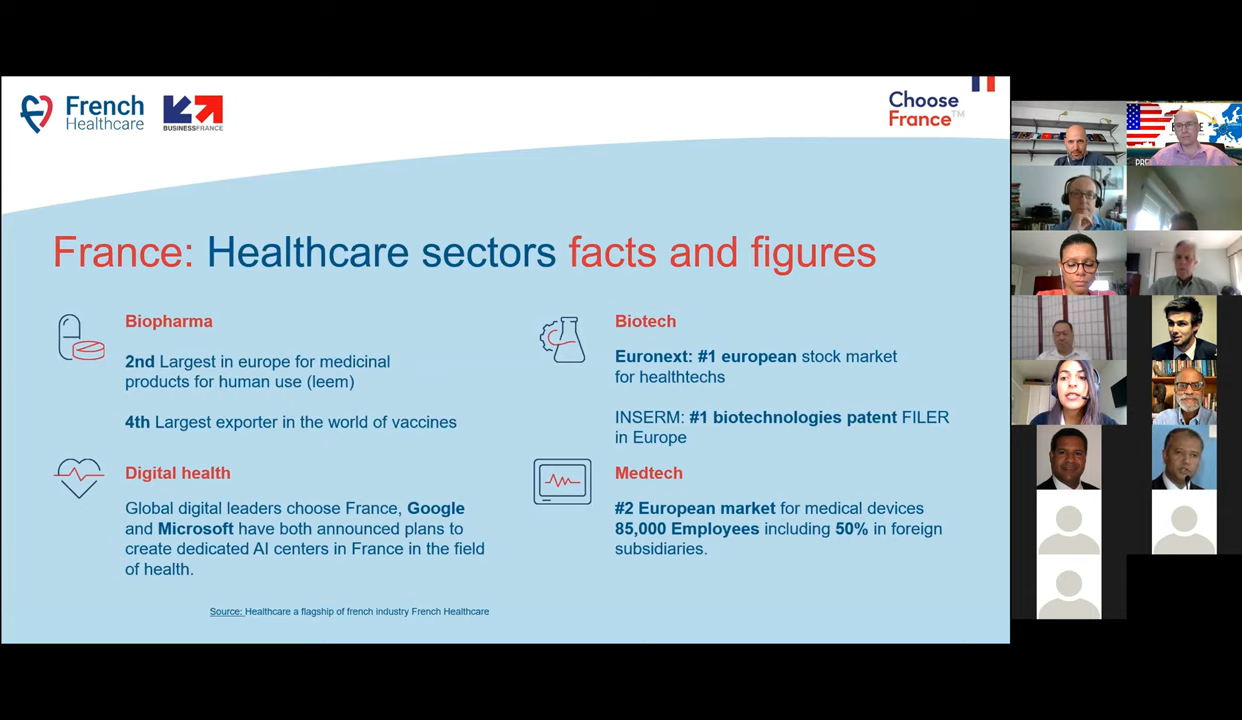 French
Healthcare
BUSINESSFRANCE
Choose
France™
France: Healthcare sectors facts and figures
Biopharma
2nd Largest in europe for medicinal
products for human use (leem)
4th Largest exporter in the world of vaccines
Biotech
Euronext: #1 european stock market
for healthtechs
INSERM: #1 biotechnologies patent FILER
in Europe
Digital health
Global digital leaders choose France, Google
and Microsoft have both announced plans to
create dedicated AI centers in France in the field
of health.
Medtech
#2 European market for medical devices
85,000 Employees including 50% in foreign
subsidiaries.
Source: Healthcare a flagship of french industry French Healthcare